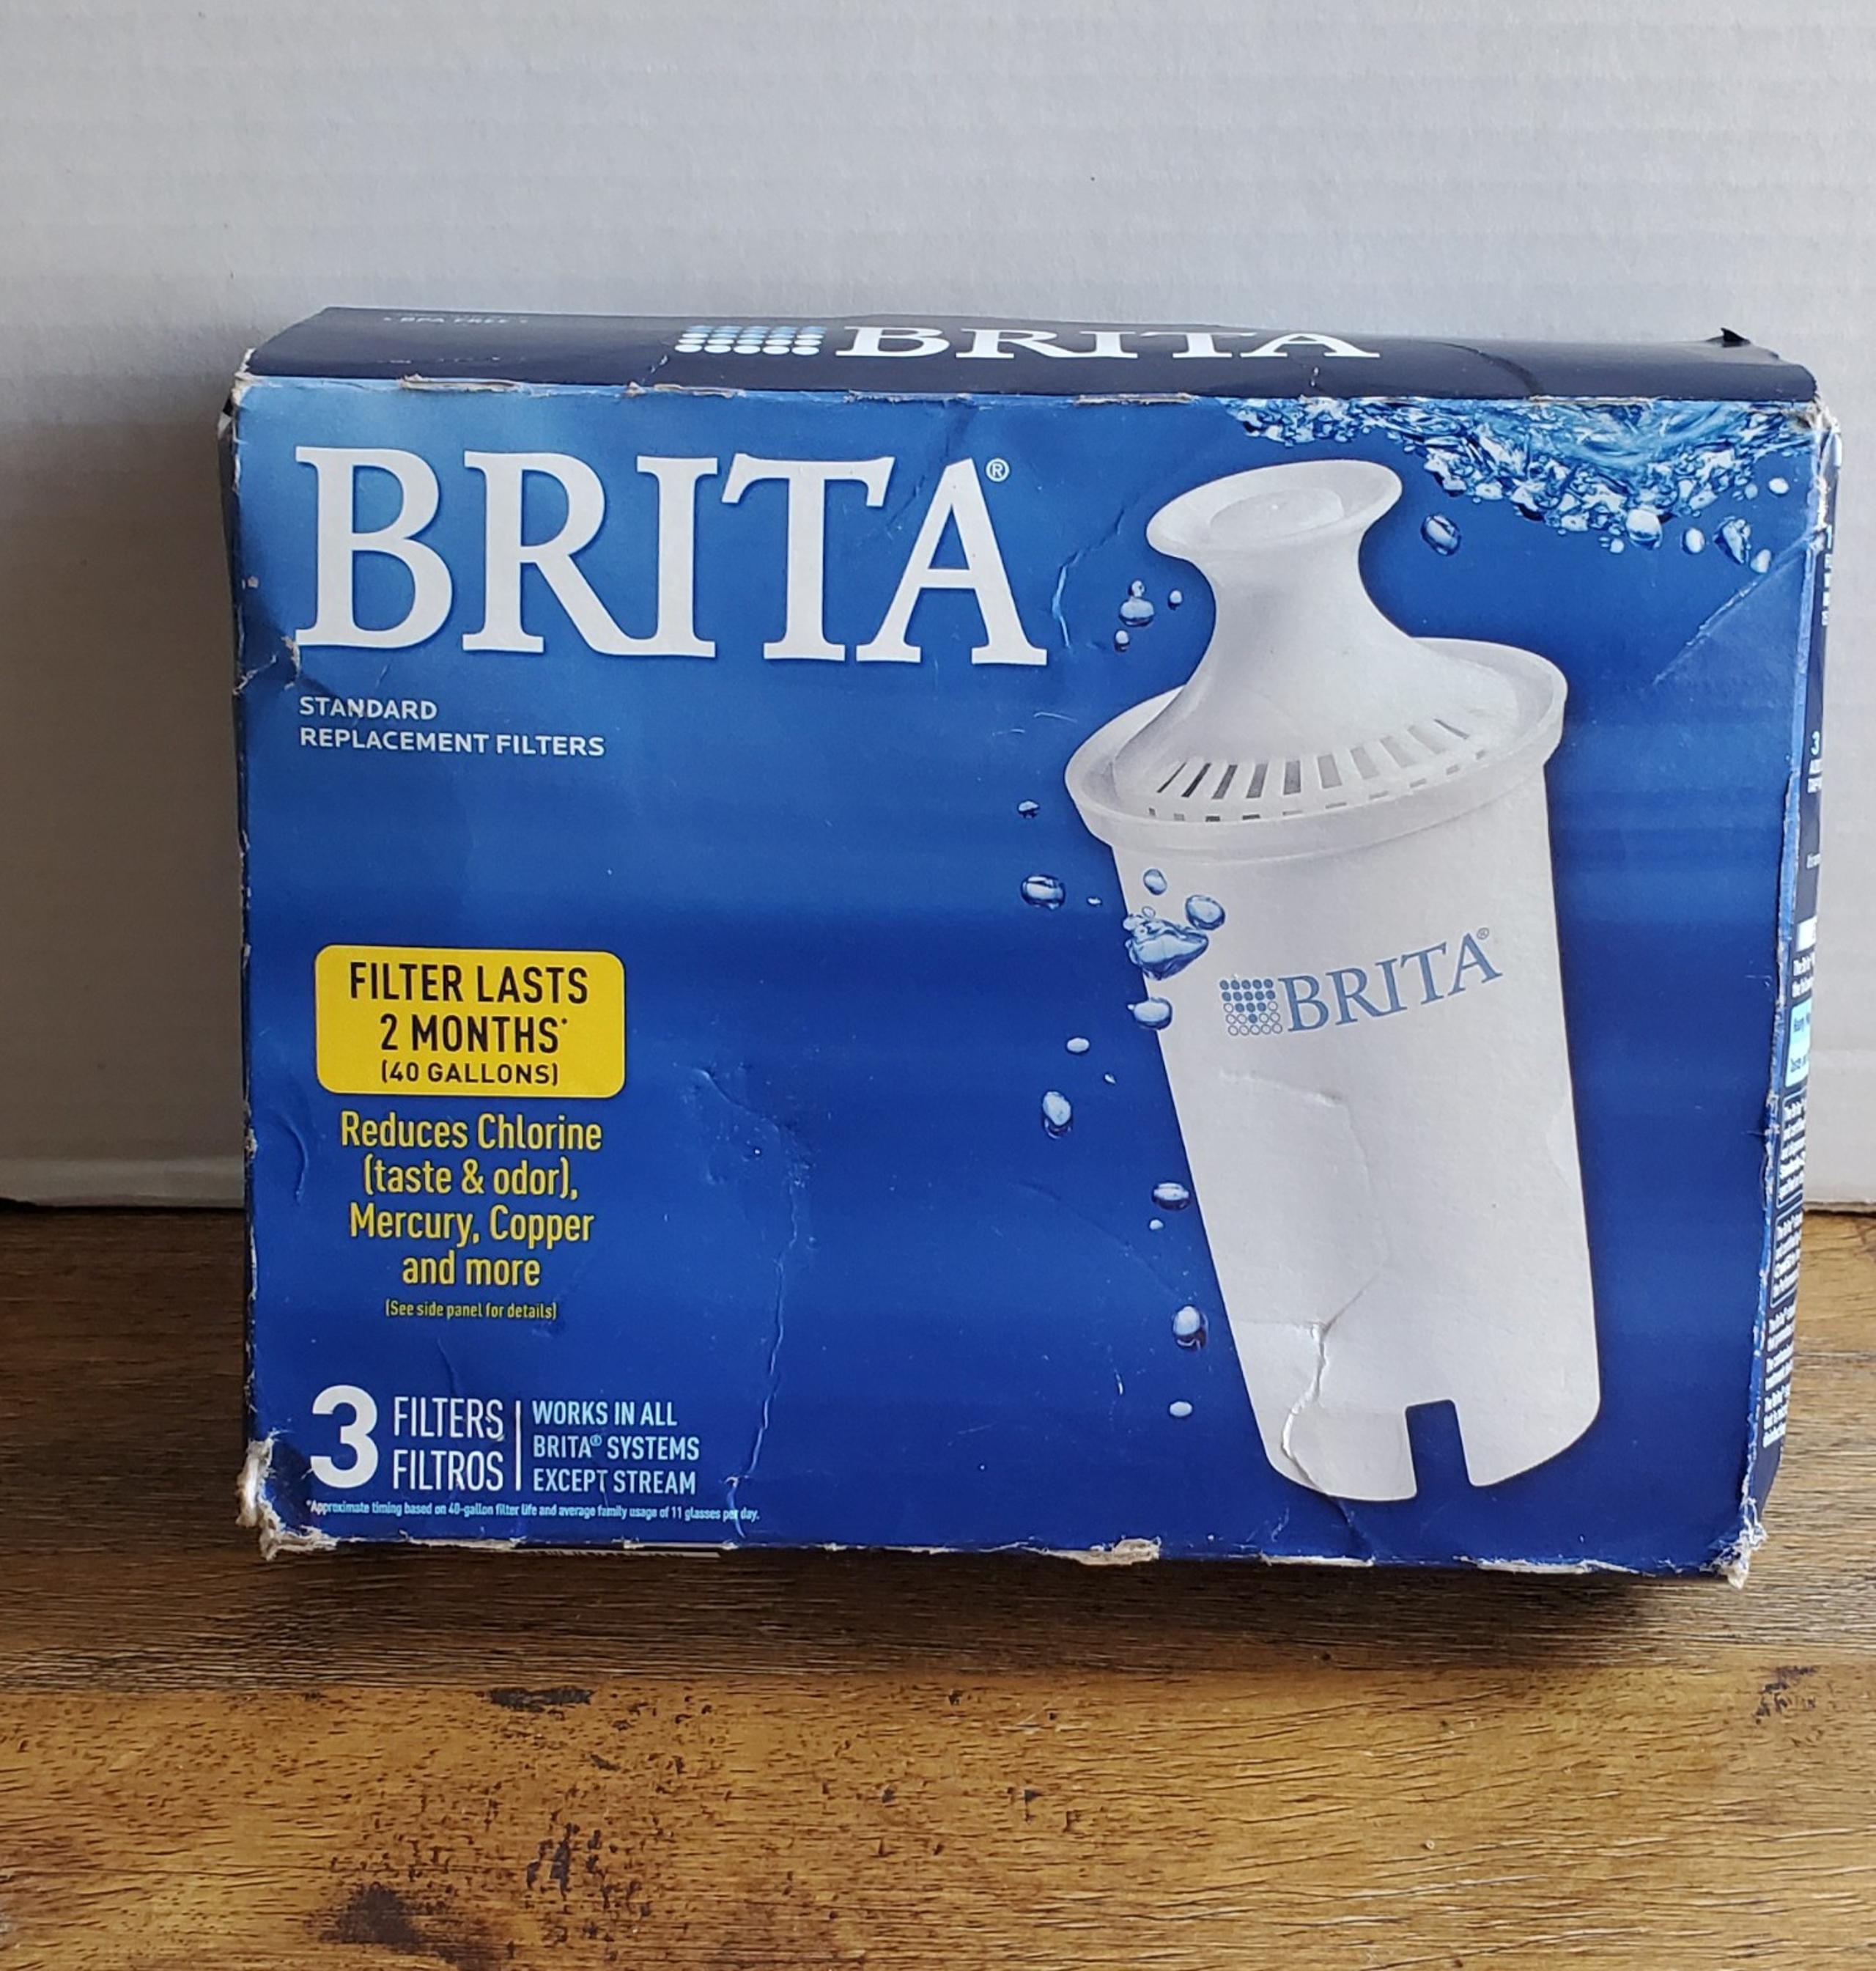 • BPA FREE •
BRITA
BRITA®
STANDARD
REPLACEMENT FILTERS
BRITA®
FILTER LASTS
2 MONTHS*
(40 GALLONS)
Reduces Chlorine
(taste & odor),
Mercury, Copper
and more
(See side panel for details)
3 FILTERS
FILTROS
WORKS IN ALL
BRITA® SYSTEMS
EXCEPT STREAM
*Approximate timing based on 40-gallon filter life and average family usage of 11 glasses per day.